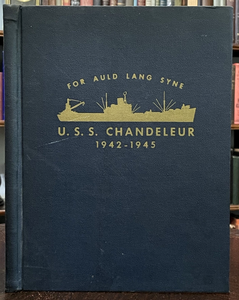 FOR AULD LANG SYNE
U.S.S. CHANDELEUR
1942-1945